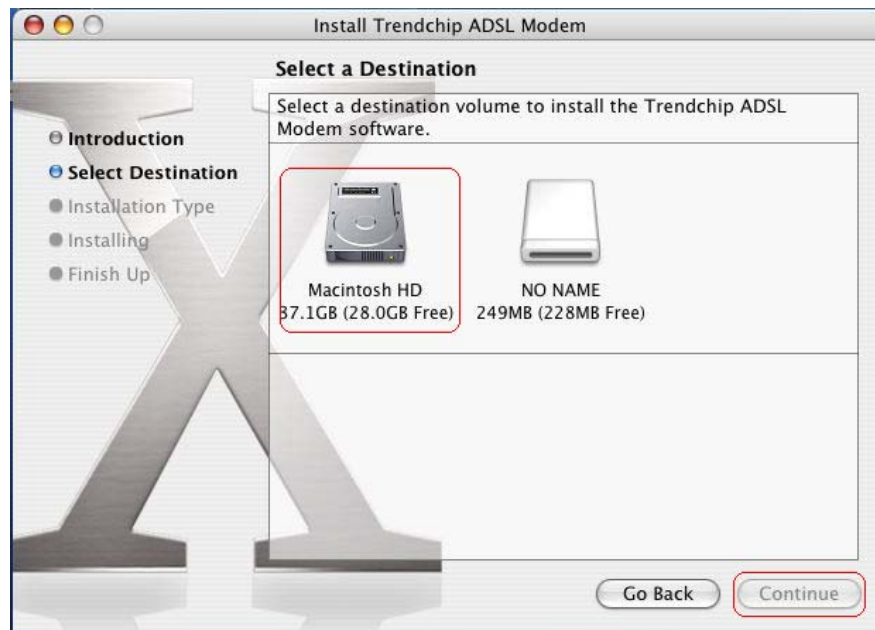 Install Trendchip ADSL Modem
Select a Destination
Select a destination volume to install the Trendchip ADSL
Modem software.
Introduction
Select Destination
Installation Type
Installing
Finish Up
Macintosh HD
37.1GB (28.0GB Free)
NO NAME
249MB (228MB Free)
Go Back
Continue